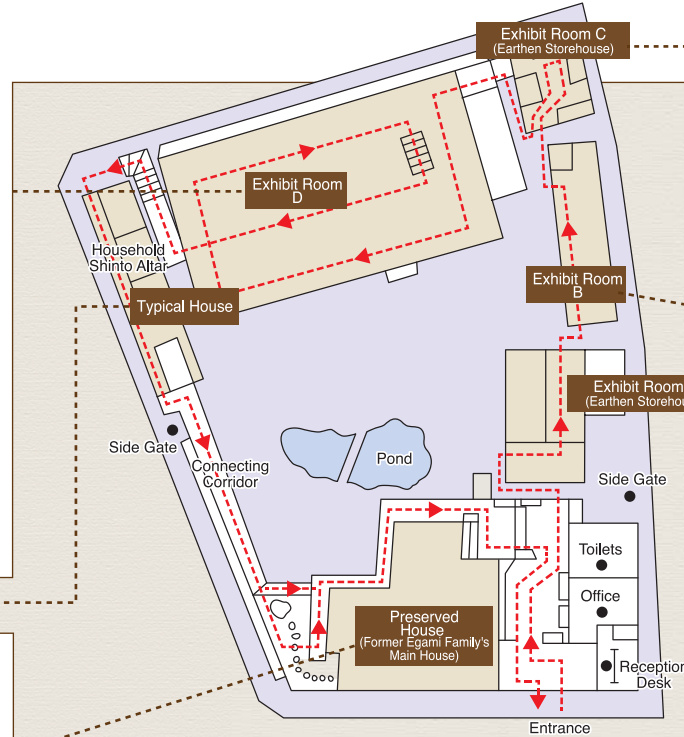 Exhibit Room C
(Earthen Storehouse)
Exhibit Room
D
Household
Shinto Altar
Typical House
Exhibit Room
B
Exhibit Room
(Earthen
Side Gate
Connecting
Corridor
Pond
Side Gate
Toilets
Office
Preserved
House
(Former Egami Family's
Main House)
Reception
Desk
Entrance